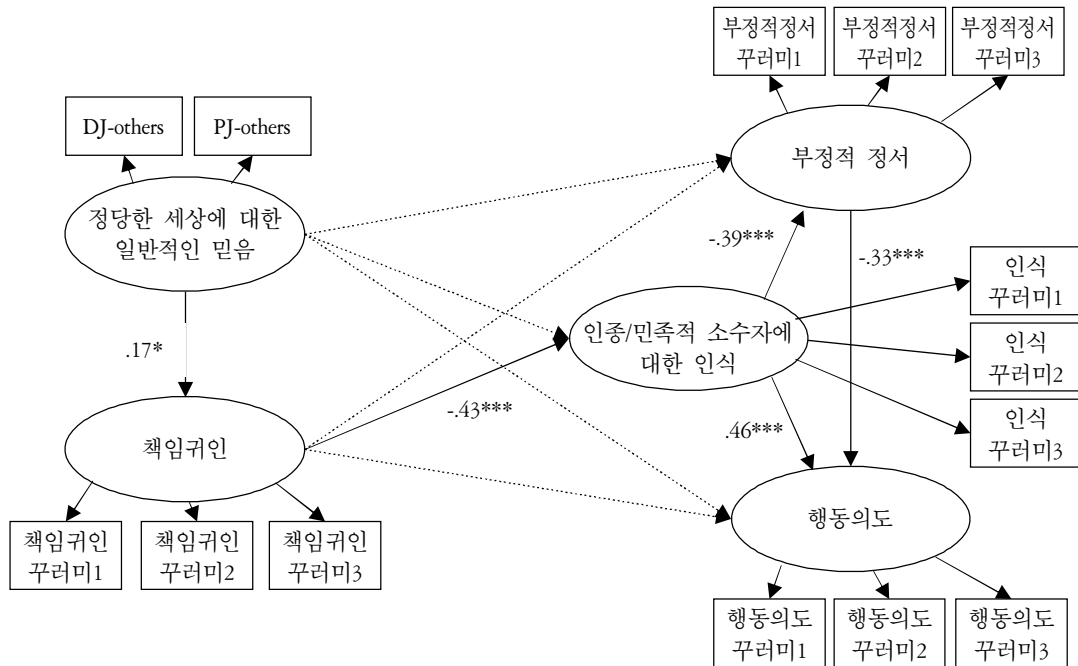 부정적정서
꾸러미1
부정적정서
꾸러미2
부정적정서
꾸러미3
DJ-others
PJ-others
부정적 정서
정당한 세상에 대한
일반적인 믿음
-.39***
-.33***
인식
꾸러미1
인종/민족적 소수자에
대한 인식
인식
꾸러미2
.17*
-.43***
.46***
인식
꾸러미3
책임귀인
행동의도
책임귀인
꾸러미1
책임귀인
꾸러미2
책임귀인
꾸러미3
행동의도
꾸러미1
행동의도
꾸러미2
행동의도
꾸러미3